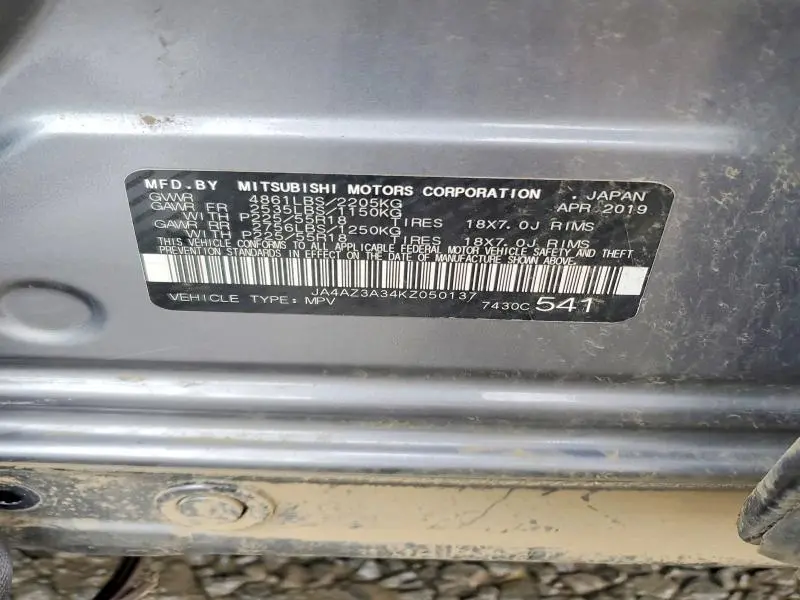 MFD.BY MITSUBISHI MOTORS CORPORATION . JAPAN
GVWR 4861LBS/2205KG APR 2019
GAWR FR 2535LBS/1150KG
WITH P225/55R18 TIRES 18X7.0J RIMS
GAWR RR 2756LBS/1250KG
WITH P225/55R18 TIRES 18X7.0J RIMS
THIS VEHICLE CONFORMS TO ALL APPLICABLE FEDERAL MOTOR VEHICLE SAFETY AND THEFT
PREVENTION STANDARDS IN EFFECT ON THE DATE OF MANUFACTURE SHOWN ABOVE.
JA4AZ3A34KZ050137
VEHICLE TYPE: MPV 7430C 541